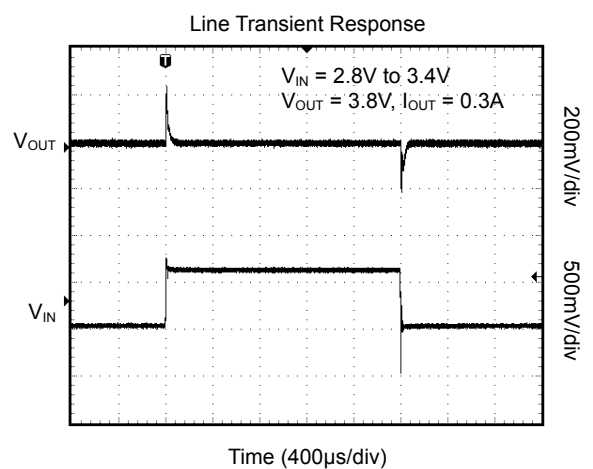 Line Transient Response
T
V_IN = 2.8V to 3.4V
V_OUT = 3.8V, I_OUT = 0.3A
V_OUT
200mV/div
V_IN
500mV/div
Time (400μs/div)